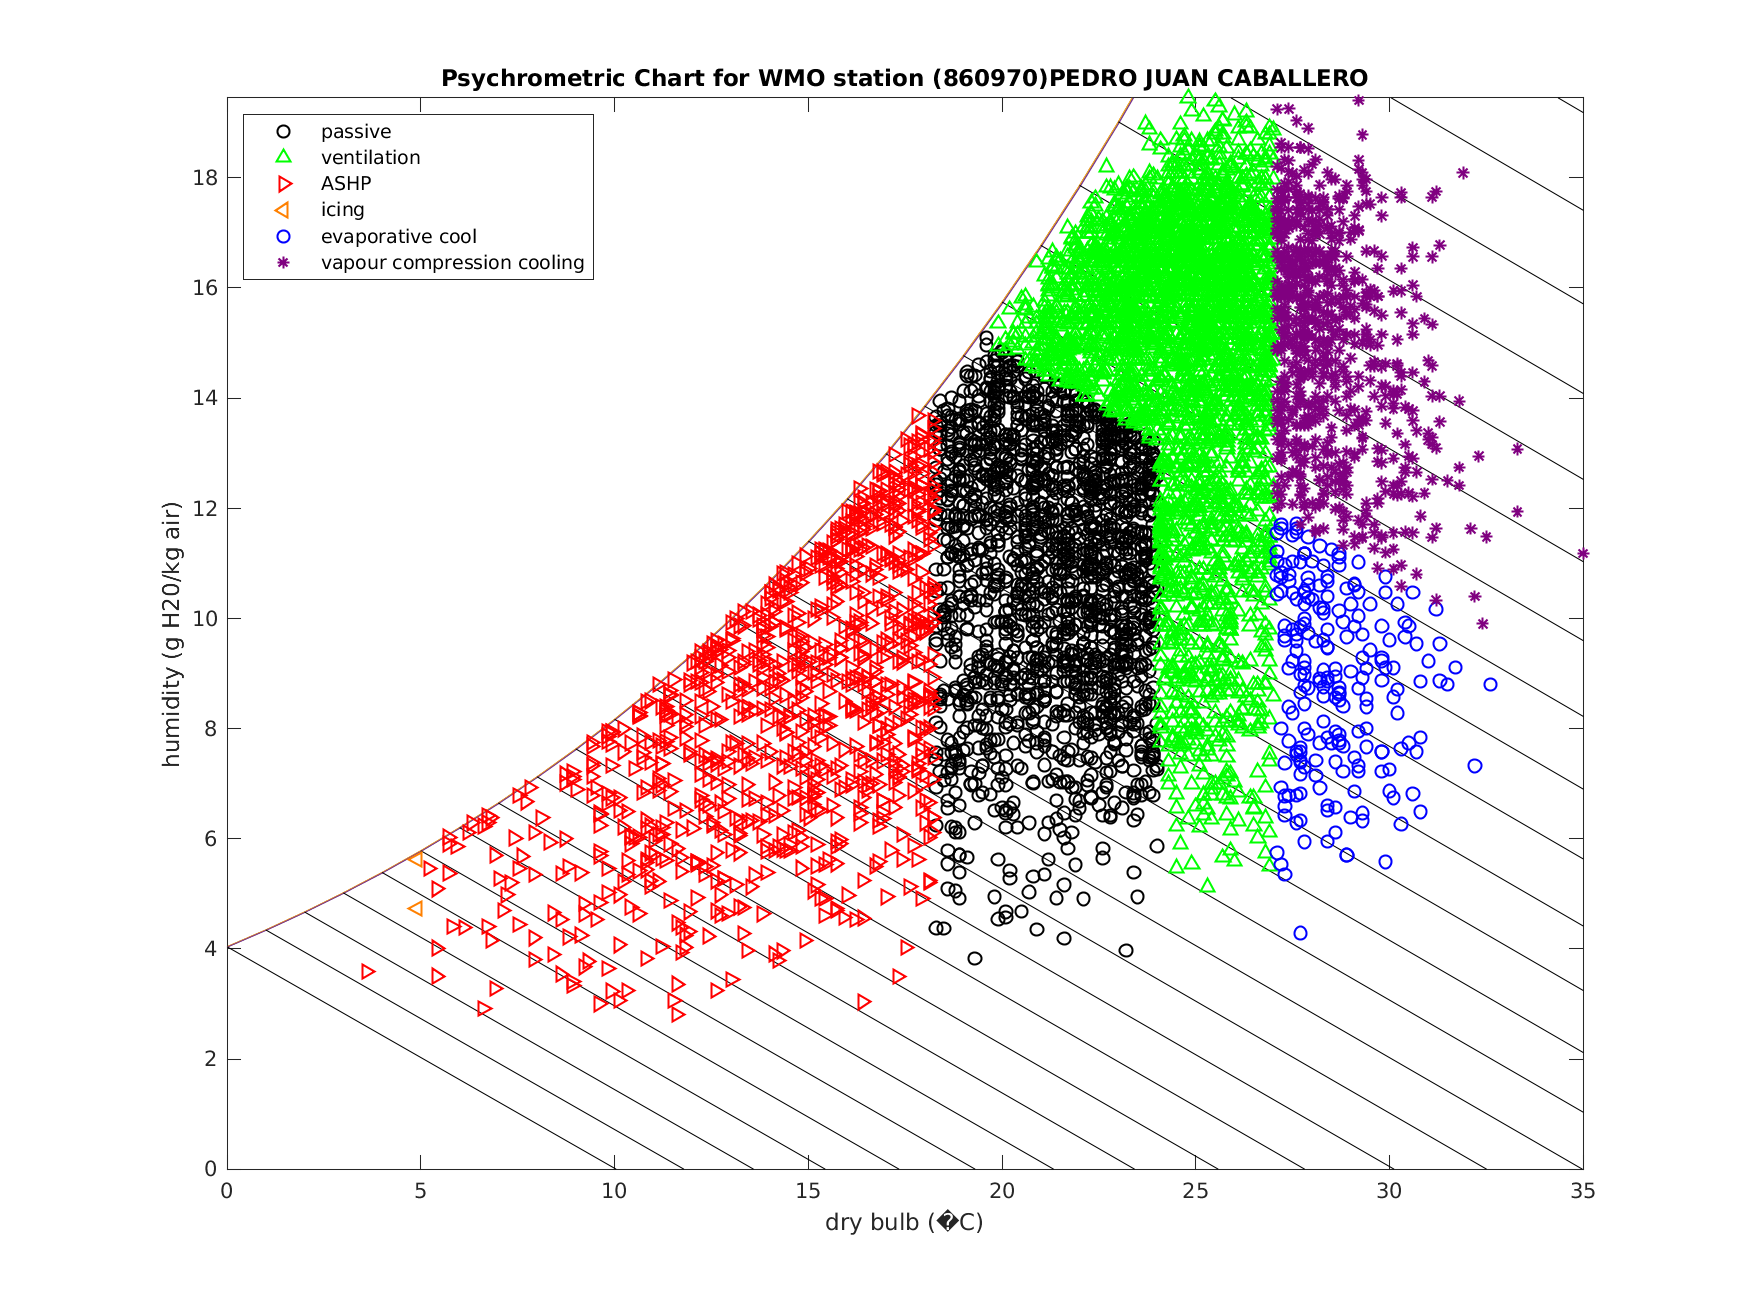 Psychrometric Chart for WMO station (860970)PEDRO JUAN CABALLERO
passive
ventilation
ASHP
icing
evaporative cool
vapour compression cooling
18
16
14
12
10
8
6
4
2
0
humidity (g H20/kg air)
0 5 10 15 20 25 30 35
dry bulb (�C)